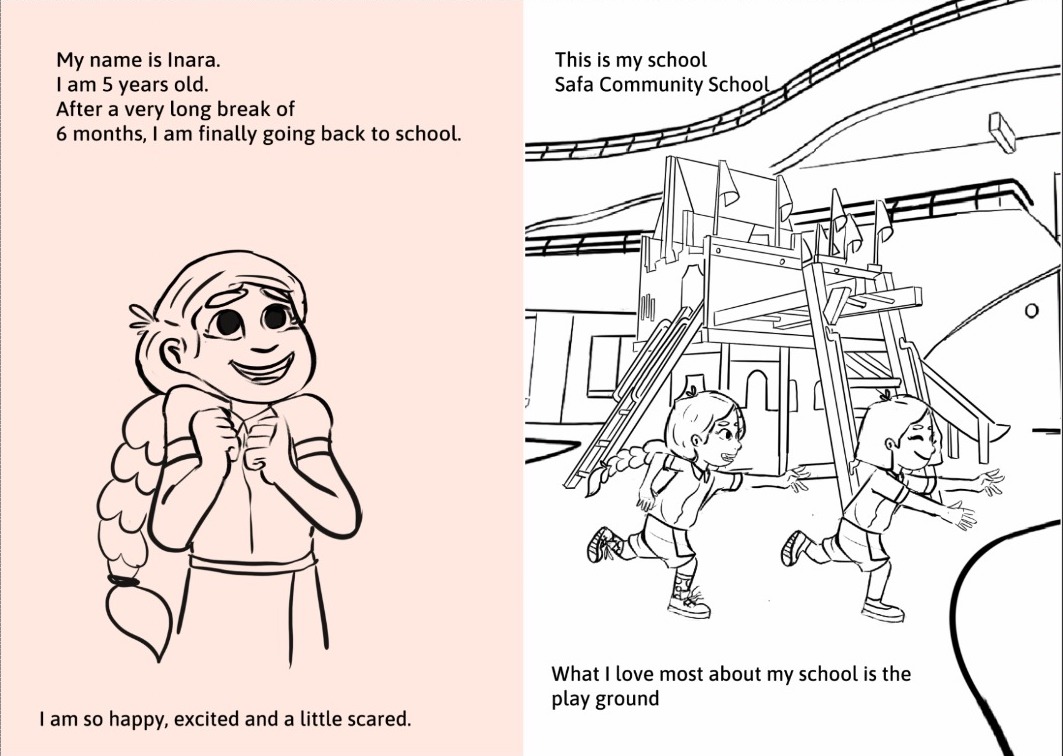 My name is Inara.
I am 5 years old.
After a very long break of
6 months, I am finally going back to school.
I am so happy, excited and a little scared.
This is my school
Safa Community School
What I love most about my school is the
play ground